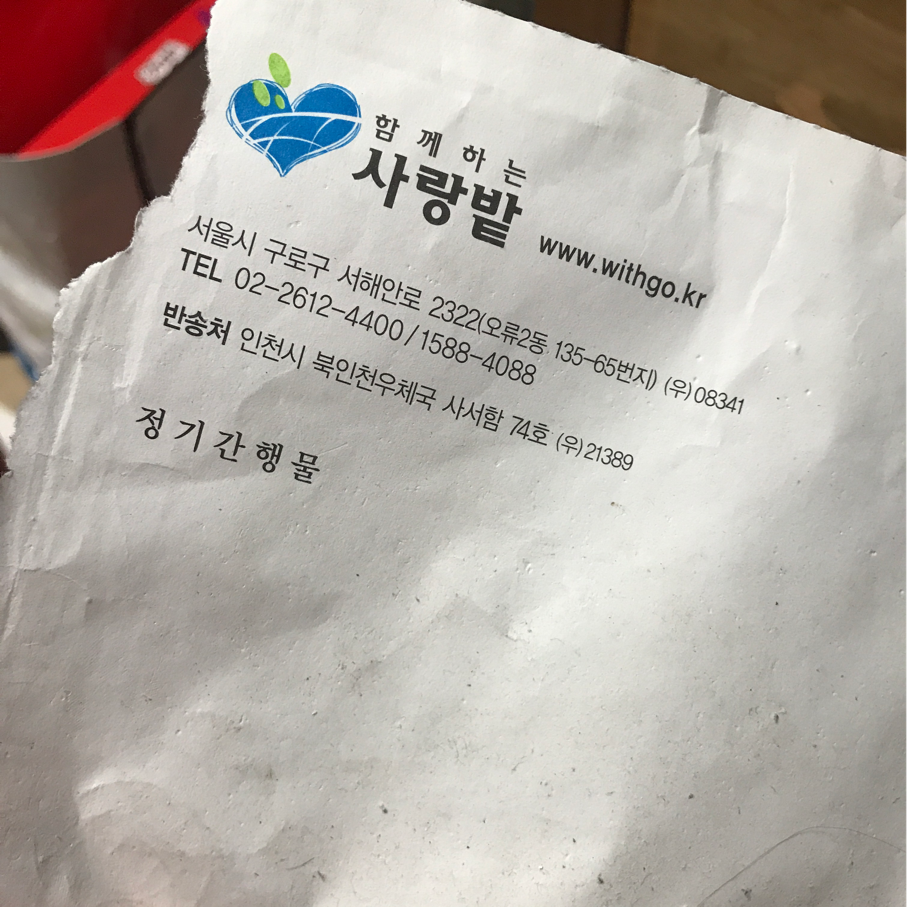 함께하는
사랑밭 www.withgo.kr
서울시 구로구 서해안로 2322(오류2동 135-65번지) (우)08341
TEL 02-2612-4400/1588-4088
반송처 인천시 북인천우체국 사서함 74호 (우)21389
정기간행물